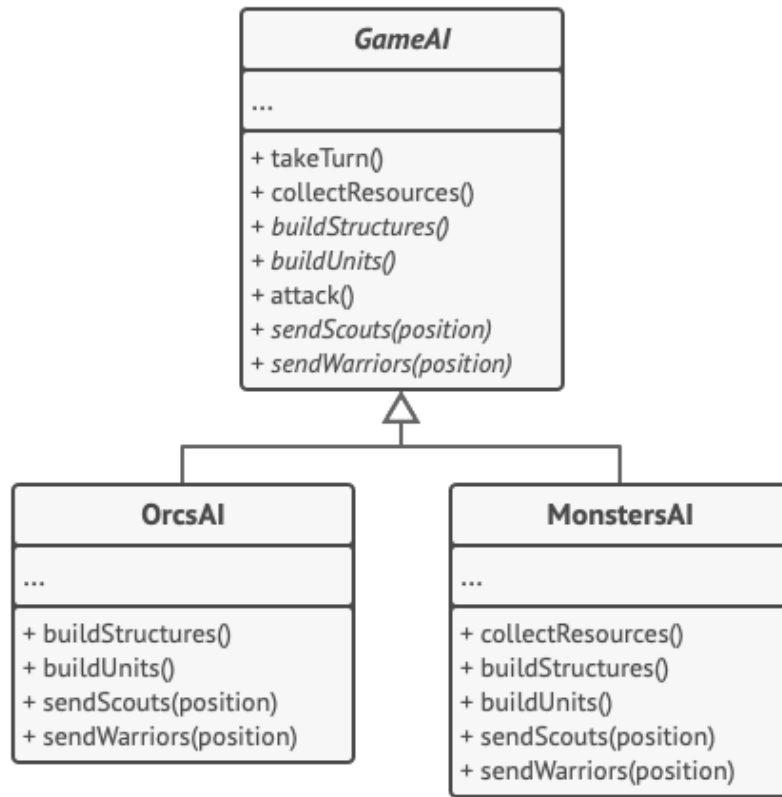 GameAI
...
+ takeTurn()
+ collectResources()
+ buildStructures()
+ buildUnits()
+ attack()
+ sendScouts(position)
+ sendWarriors(position)
OrcsAI
...
+ buildStructures()
+ buildUnits()
+ sendScouts(position)
+ sendWarriors(position)
MonstersAI
...
+ collectResources()
+ buildStructures()
+ buildUnits()
+ sendScouts(position)
+ sendWarriors(position)